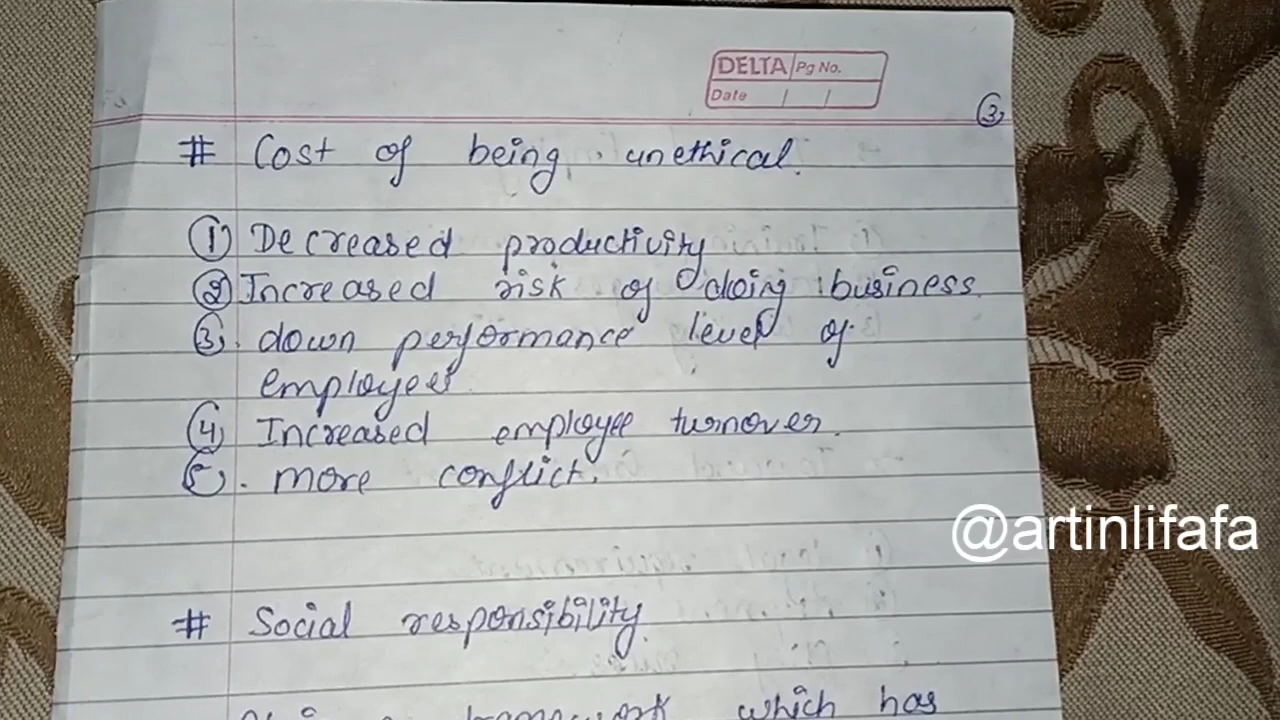 DELTA Pg No.
Date / /
3
# Cost of being unethical.
1 Decreased productivity
2 Increased risk of doing business
3. down performance level of
employees
4 Increased employee turnover.
5. more conflict.
@artinlifafa
# Social responsibility
which has